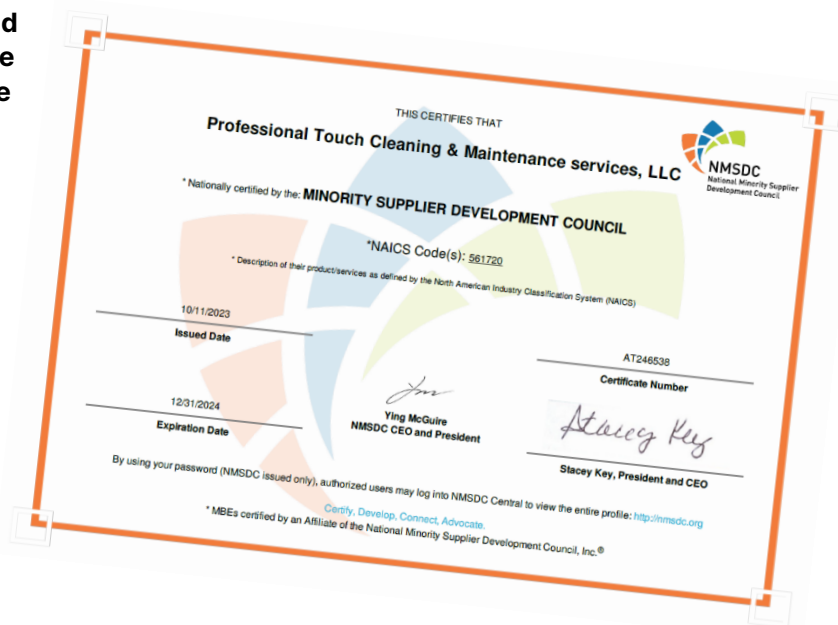 d
e
e
THIS CERTIFIES THAT
Professional Touch Cleaning & Maintenance services, LLC
NMSDC
National Minority Supplier
Development Council
* Nationally certified by the: MINORITY SUPPLIER DEVELOPMENT COUNCIL
*NAICS Code(s): 561720
* Description of their product/services as defined by the North American Industry Classification System (NAICS)
10/11/2023
Issued Date
AT246538
Certificate Number
12/31/2024
Expiration Date
Ying McGuire
NMSDC CEO and President
Stacey Key
Stacey Key, President and CEO
By using your password (NMSDC issued only), authorized users may log into NMSDC Central to view the entire profile: http://nmsdc.org
Certify, Develop, Connect, Advocate.
* MBEs certified by an Affiliate of the National Minority Supplier Development Council, Inc.®